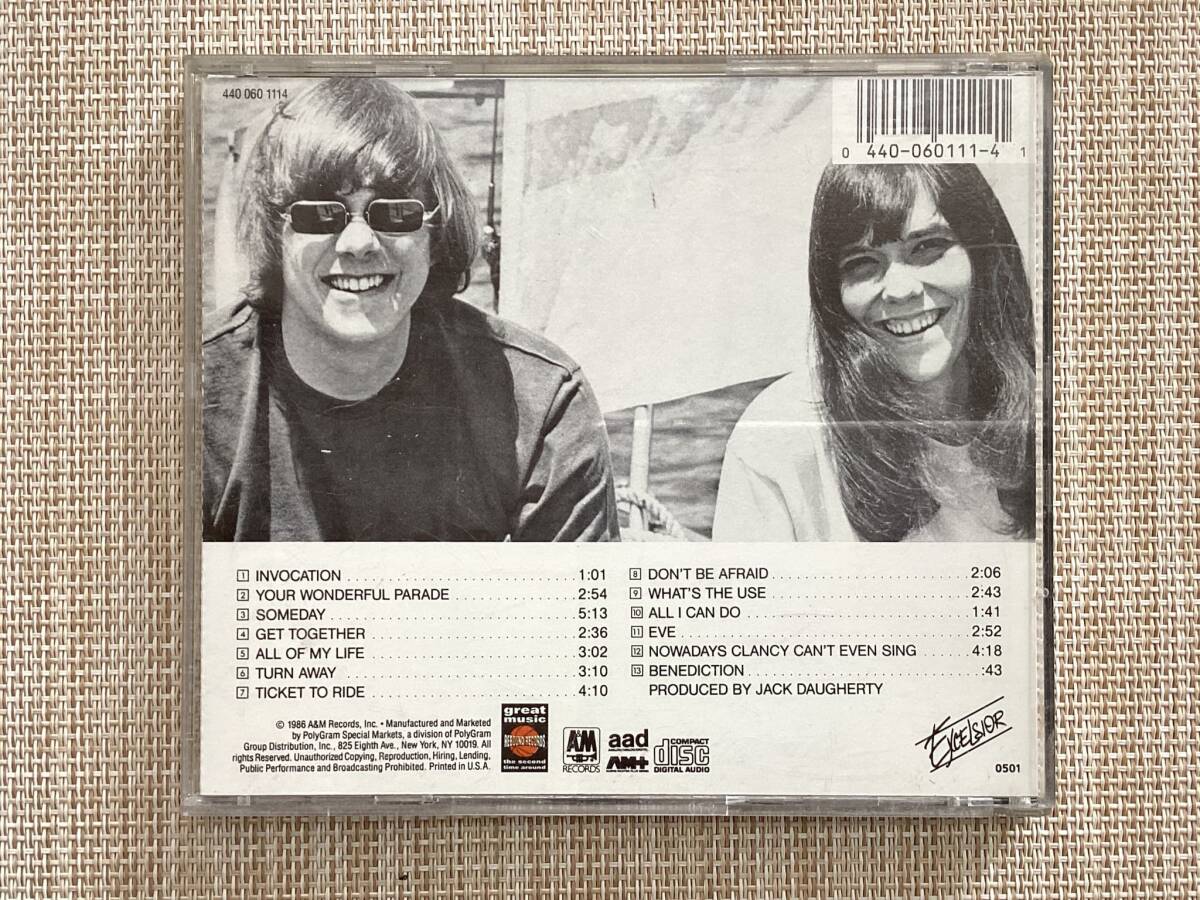 440 060 1114
0 440-060111-4 1
1 INVOCATION 1:01
2 YOUR WONDERFUL PARADE 2:54
3 SOMEDAY 5:13
4 GET TOGETHER 2:36
5 ALL OF MY LIFE 3:02
6 TURN AWAY 3:10
7 TICKET TO RIDE 4:10
8 DON'T BE AFRAID 2:06
9 WHAT'S THE USE 2:43
10 ALL I CAN DO 1:41
11 EVE 2:52
12 NOWADAYS CLANCY CAN'T EVEN SING 4:18
13 BENEDICTION :43
PRODUCED BY JACK DAUGHERTY
© 1986 A&M Records, Inc. • Manufactured and Marketed
by PolyGram Special Markets, a division of PolyGram
Group Distribution, Inc., 825 Eighth Ave., New York, NY 10019. All
rights Reserved. Unauthorized Copying, Reproduction, Hiring, Lending,
Public Performance and Broadcasting Prohibited. Printed in U.S.A.
great
music
REBOUND RECORDS
the second
time around
A&M
RECORDS
aad
AM+
COMPACT
disc
DIGITAL AUDIO
EXCELSIOR
0501